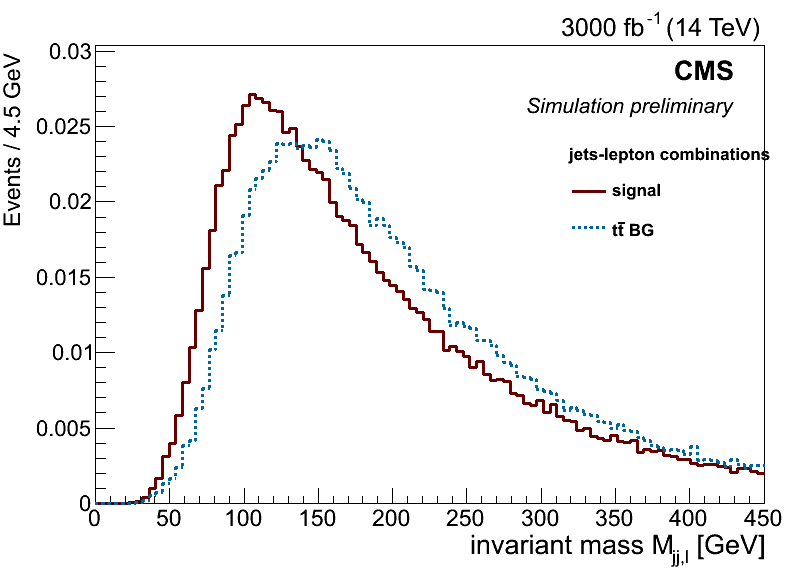 3000 fb⁻¹ (14 TeV)
CMS
Simulation preliminary
jets-lepton combinations
signal
tt̄ BG
Events / 4.5 GeV
0.03
0.025
0.02
0.015
0.01
0.005
0
0 50 100 150 200 250 300 350 400 450
invariant mass M_jj,l [GeV]